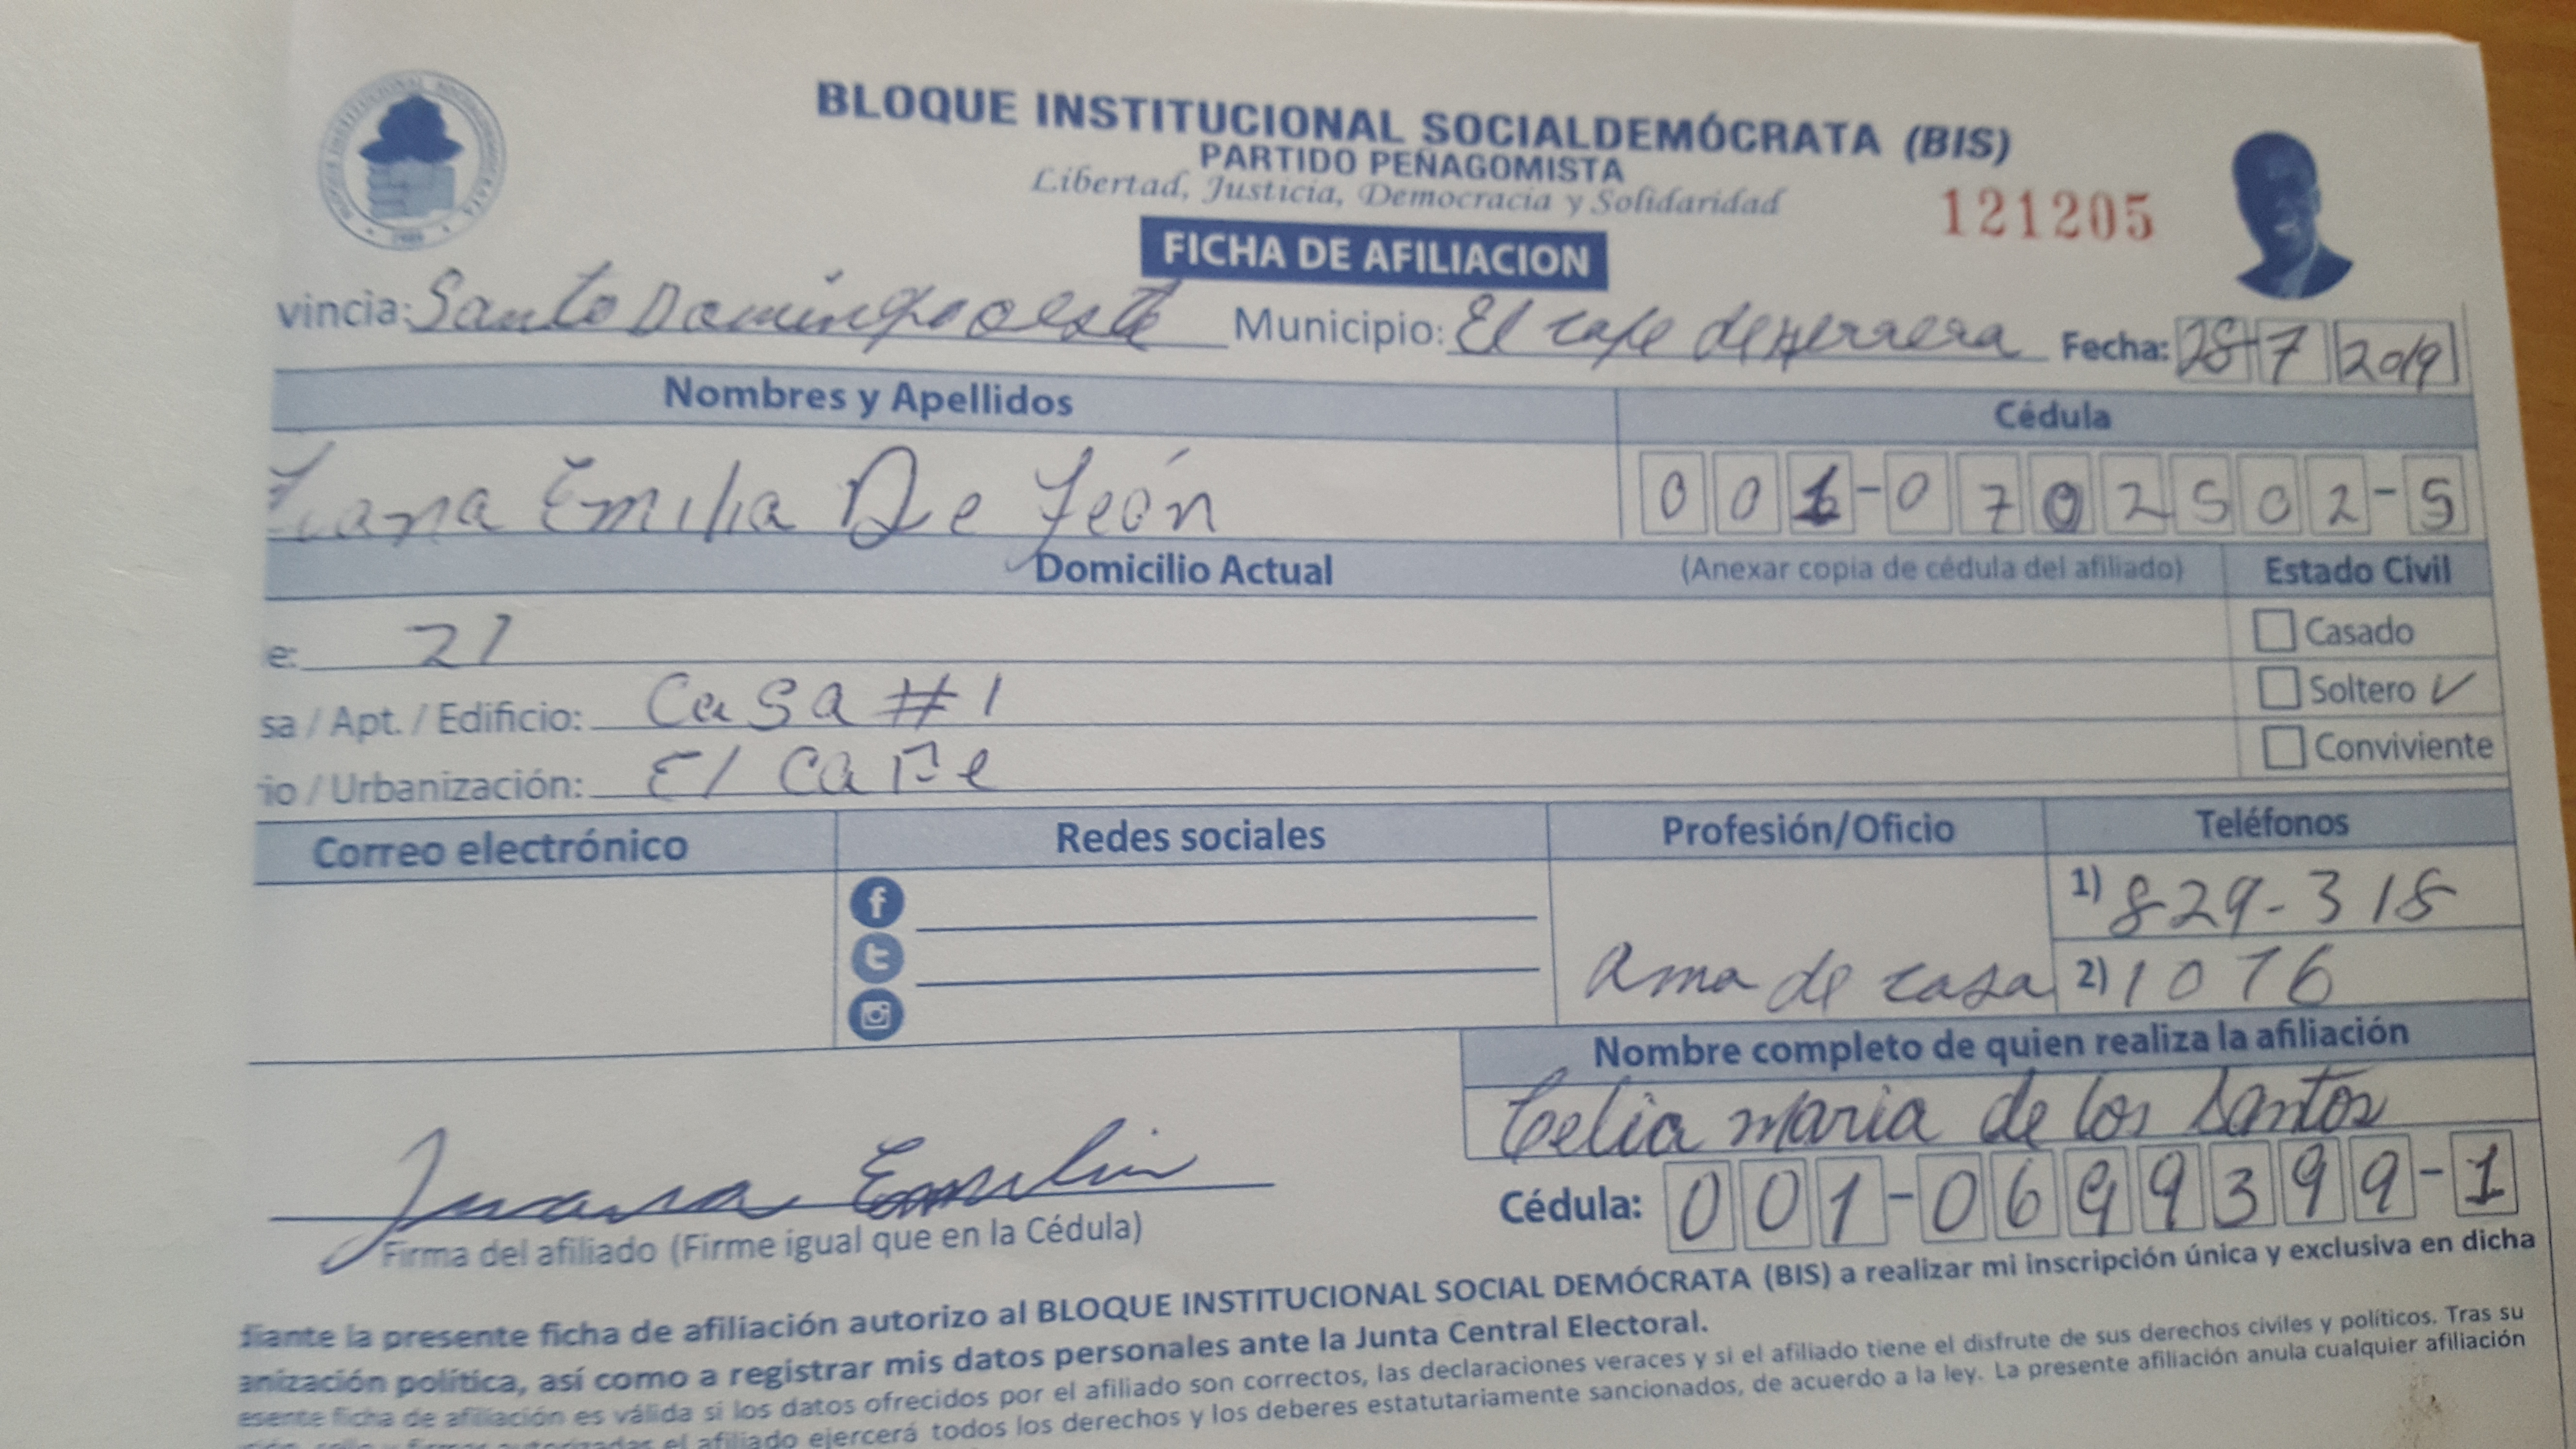 BLOQUE INSTITUCIONAL SOCIALDEMÓCRATA (BIS)
PARTIDO PEÑAGOMISTA
Libertad, Justicia, Democracia y Solidaridad
121205
FICHA DE AFILIACION
vincia: Santo Domingo oeste Municipio: El cafe de Herrera Fecha: 28 7 2019
Nombres y Apellidos Cédula
uana Emilia De León 001-0702502-5
Domicilio Actual (Anexar copia de cédula del afiliado) Estado Civil
e: 21 Casado
sa / Apt. / Edificio: Casa #1 Soltero ✓
io / Urbanización: El CaFe Conviviente
Correo electrónico Redes sociales Profesión/Oficio Teléfonos
1) 829-318
Ama de casa 2) 1076
Nombre completo de quien realiza la afiliación
Celia maria de los Santos
Juana Emilia
Cédula: 001-0699399-1
Firma del afiliado (Firme igual que en la Cédula)
diante la presente ficha de afiliación autorizo al BLOQUE INSTITUCIONAL SOCIAL DEMÓCRATA (BIS) a realizar mi inscripción única y exclusiva en dicha
anización política, así como a registrar mis datos personales ante la Junta Central Electoral.
esente ficha de afiliación es válida si los datos ofrecidos por el afiliado son correctos, las declaraciones veraces y si el afiliado tiene el disfrute de sus derechos civiles y políticos. Tras su
el afiliado ejercerá todos los derechos y los deberes estatutariamente sancionados, de acuerdo a la ley. La presente afiliación anula cualquier afiliación